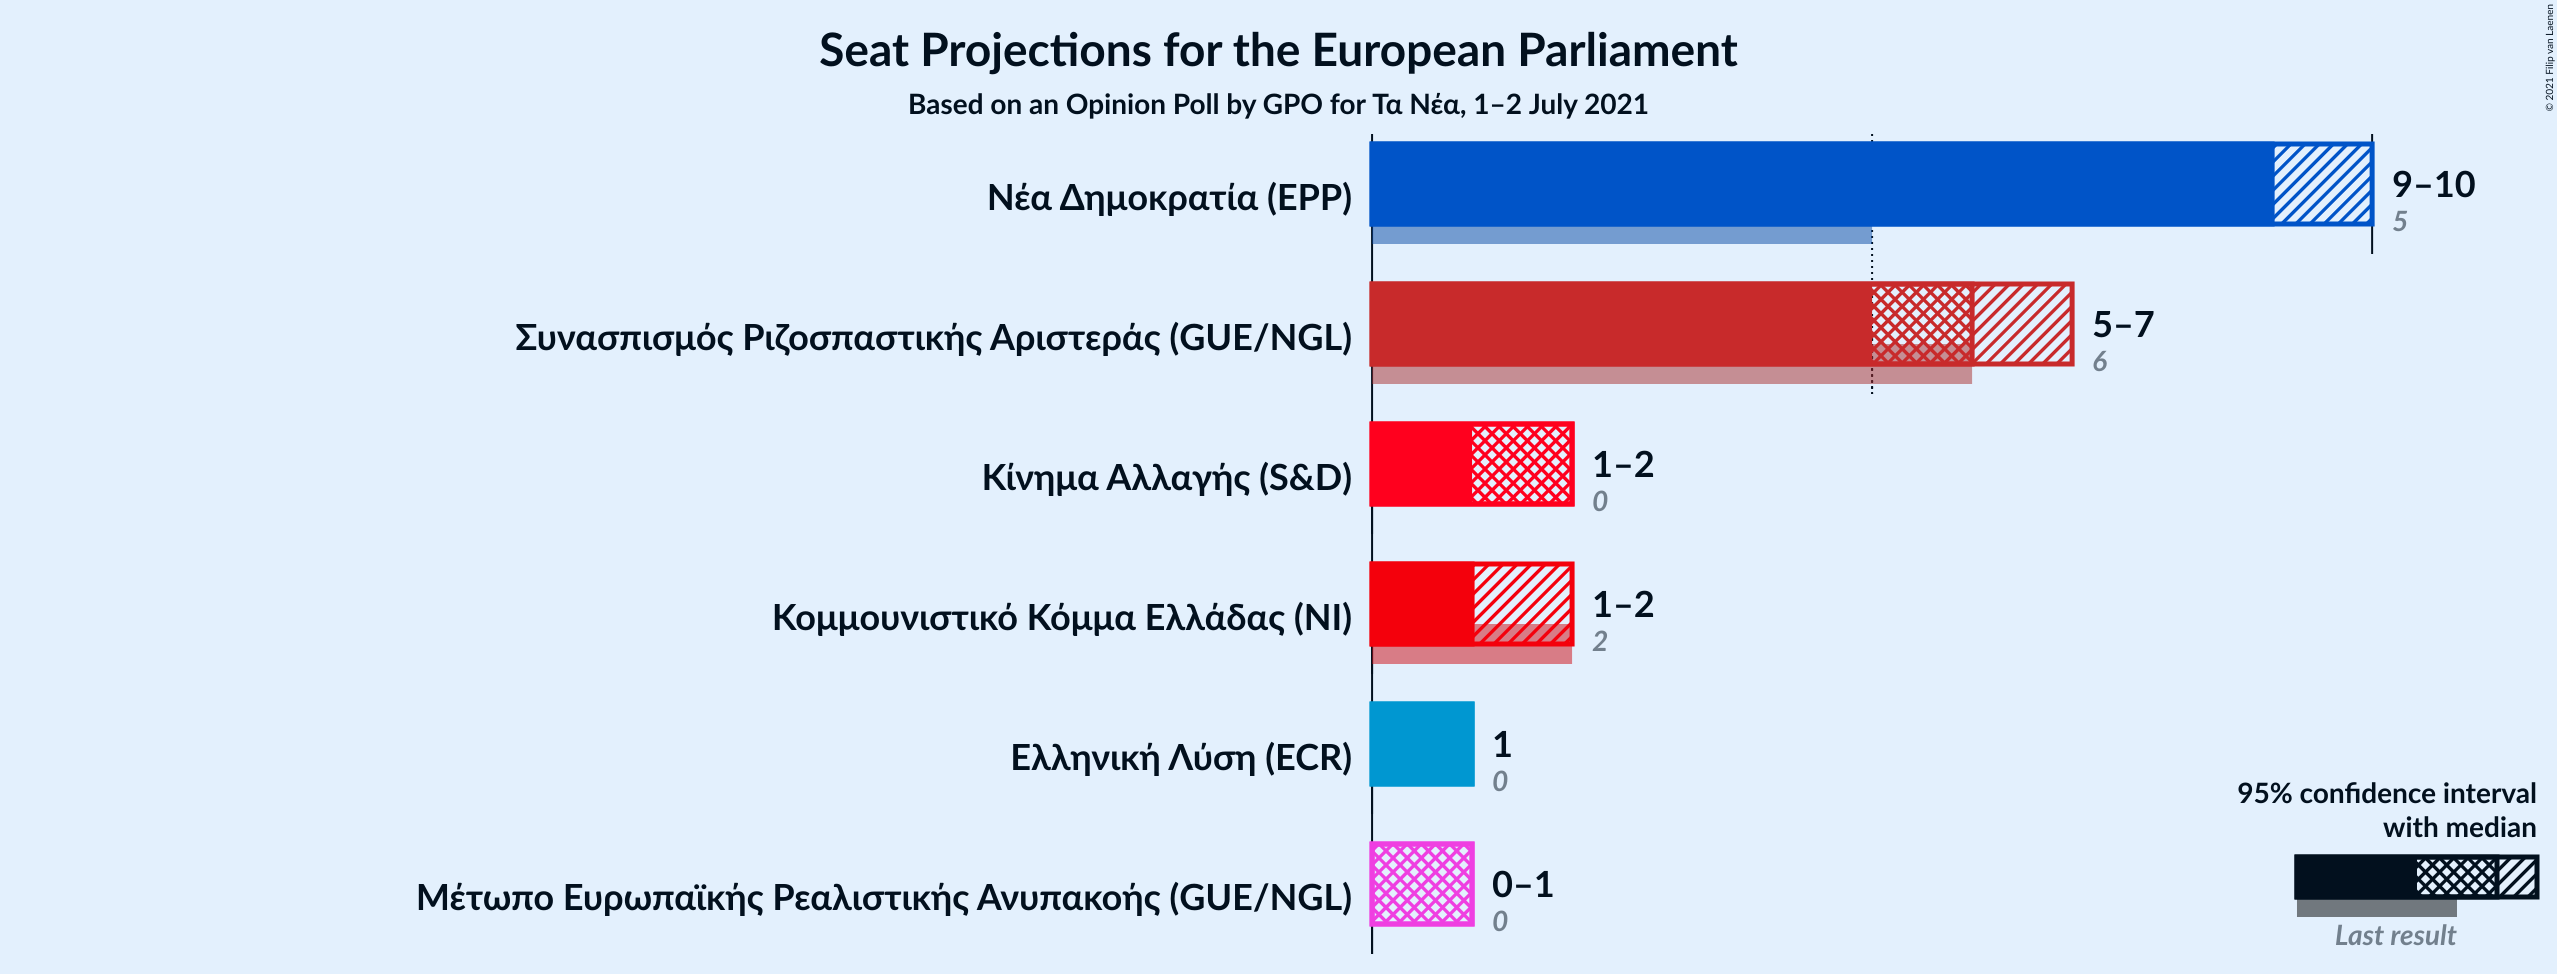 Seat Projections for the European Parliament
Based on an Opinion Poll by GPO for Τα Νέα, 1–2 July 2021
© 2021 Filip van Laenen
Νέα Δημοκρατία (EPP)
9–10
5
Συνασπισμός Ριζοσπαστικής Αριστεράς (GUE/NGL)
5–7
6
Κίνημα Αλλαγής (S&D)
1–2
0
Κομμουνιστικό Κόμμα Ελλάδας (NI)
1–2
2
Ελληνική Λύση (ECR)
1
0
Μέτωπο Ευρωπαϊκής Ρεαλιστικής Ανυπακοής (GUE/NGL)
0–1
0
95% confidence interval
with median
Last result